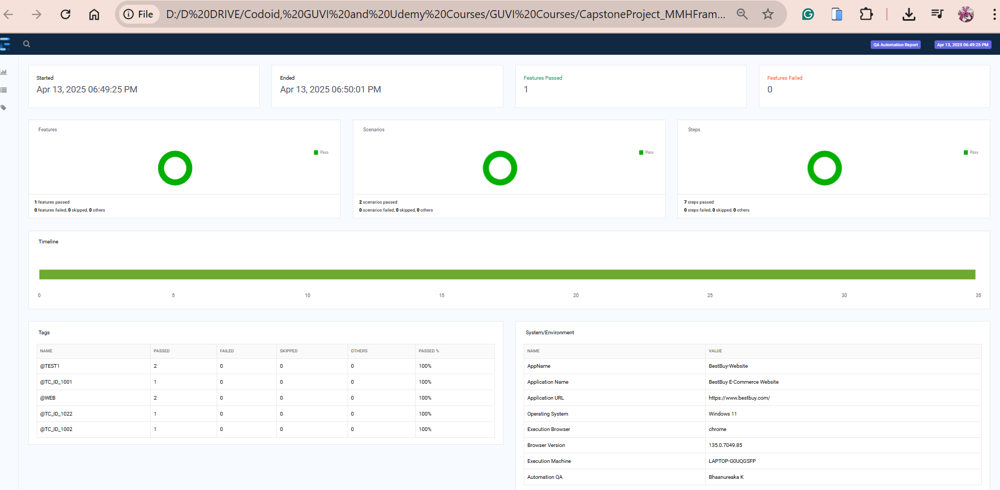 File D:/D%20DRIVE/Codoid,%20GUVI%20and%20Udemy%20Courses/GUVI%20Courses/CapstoneProject_MMHFram...
QA Automation Report Apr 13, 2025 06:49:25 PM
Started Ended Features Passed Features Failed
Apr 13, 2025 06:49:25 PM Apr 13, 2025 06:50:01 PM 1 0
Features Scenarios Steps
Pass Pass Pass
1 features passed 2 scenarios passed 7 steps passed
0 features failed, 0 skipped, 0 others 0 scenarios failed, 0 skipped, 0 others 0 steps failed, 0 skipped, 0 others
Timeline
0 5 10 15 20 25 30 35
Tags
NAME PASSED FAILED SKIPPED OTHERS PASSED %
@TEST1 2 0 0 0 100%
@TC_ID_1001 1 0 0 0 100%
@WEB 2 0 0 0 100%
@TC_ID_1022 1 0 0 0 100%
@TC_ID_1002 1 0 0 0 100%
System/Environment
NAME VALUE
AppName BestBuy-Website
Application Name BestBuy E-Commerce Website
Application URL https://www.bestbuy.com/
Operating System Windows 11
Execution Browser chrome
Browser Version 135.0.7049.85
Execution Machine LAPTOP-G0UQGSFP
Automation QA Bhaanureaka K